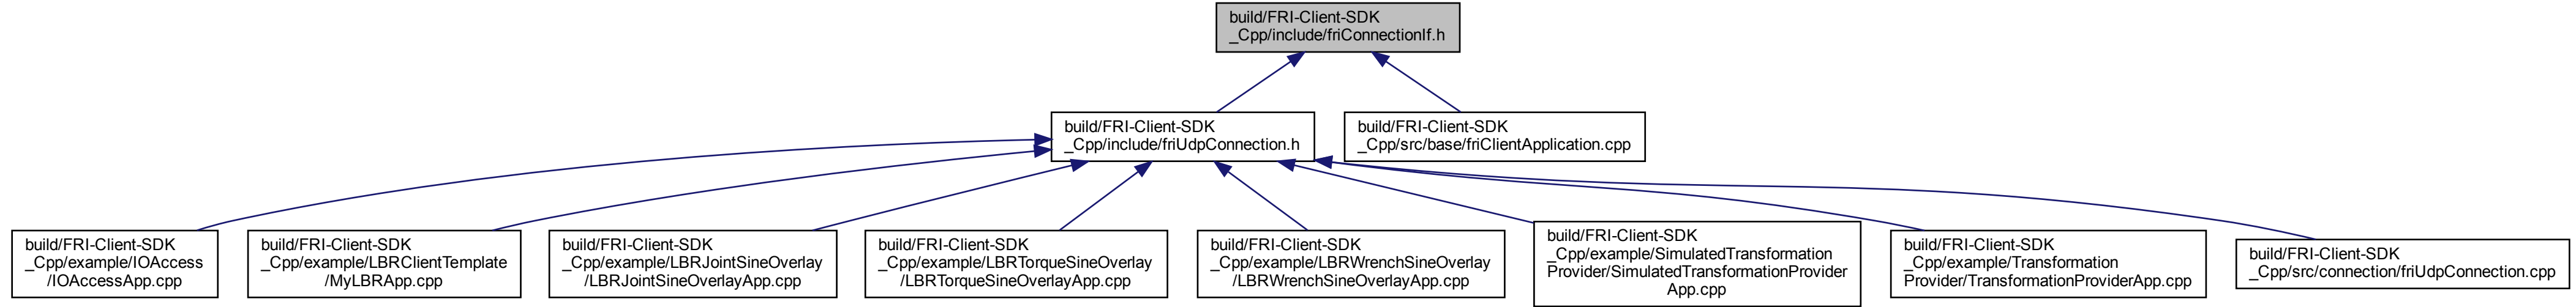 build/FRI-Client-SDK
_Cpp/include/friConnectionIf.h
build/FRI-Client-SDK
_Cpp/include/friUdpConnection.h
build/FRI-Client-SDK
_Cpp/src/base/friClientApplication.cpp
build/FRI-Client-SDK
_Cpp/example/IOAccess
/IOAccessApp.cpp
build/FRI-Client-SDK
_Cpp/example/LBRClientTemplate
/MyLBRApp.cpp
build/FRI-Client-SDK
_Cpp/example/LBRJointSineOverlay
/LBRJointSineOverlayApp.cpp
build/FRI-Client-SDK
_Cpp/example/LBRTorqueSineOverlay
/LBRTorqueSineOverlayApp.cpp
build/FRI-Client-SDK
_Cpp/example/LBRWrenchSineOverlay
/LBRWrenchSineOverlayApp.cpp
build/FRI-Client-SDK
_Cpp/example/SimulatedTransformation
Provider/SimulatedTransformationProvider
App.cpp
build/FRI-Client-SDK
_Cpp/example/Transformation
Provider/TransformationProviderApp.cpp
build/FRI-Client-SDK
_Cpp/src/connection/friUdpConnection.cpp